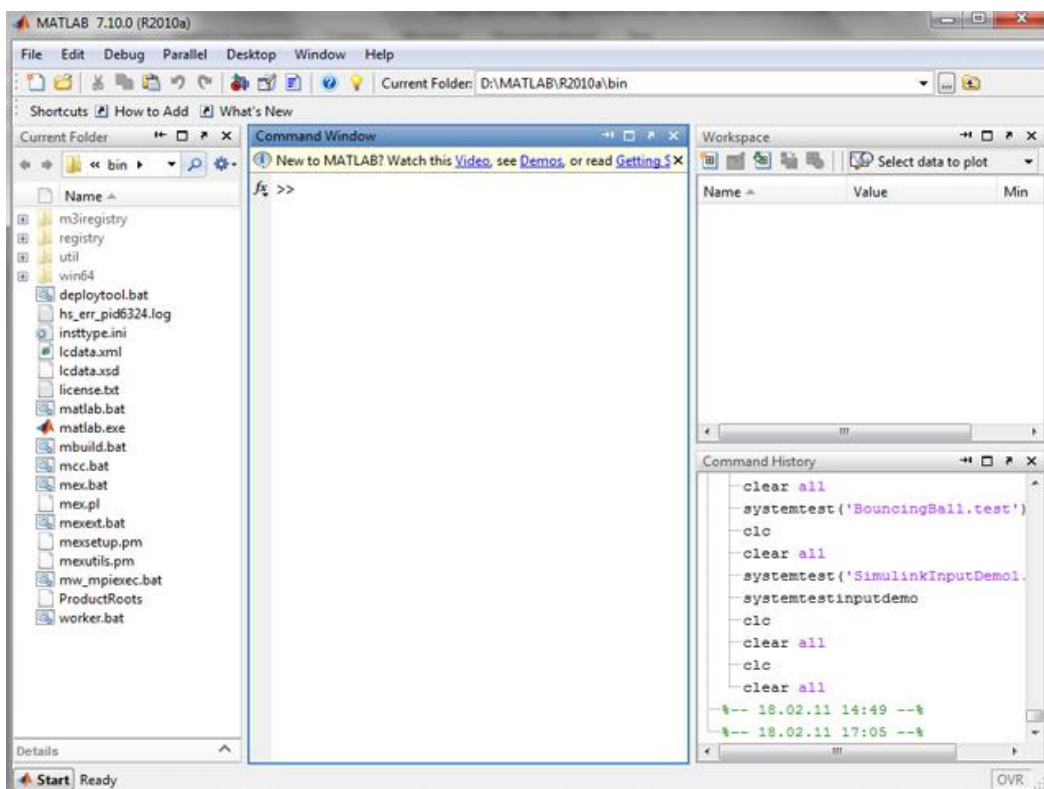 MATLAB 7.10.0 (R2010a)
File Edit Debug Parallel Desktop Window Help
Current Folder: D:\MATLAB\R2010a\bin
Shortcuts How to Add What's New
Current Folder
« bin
Name
m3iregistry
registry
util
win64
deploytool.bat
hs_err_pid6324.log
insttype.ini
lcdata.xml
lcdata.xsd
license.txt
matlab.bat
matlab.exe
mbuild.bat
mcc.bat
mex.bat
mex.pl
mexext.bat
mexsetup.pm
mexutils.pm
mw_mpiexec.bat
ProductRoots
worker.bat
Details
Command Window
New to MATLAB? Watch this Video, see Demos, or read Getting S
fx >>
Workspace
Select data to plot
Name Value Min
Command History
clear all
systemtest('BouncingBall.test')
clc
clear all
systemtest('SimulinkInputDemo1.
systemtestinputdemo
clc
clear all
clc
clear all
%-- 18.02.11 14:49 --%
%-- 18.02.11 17:05 --%
Start Ready
OVR